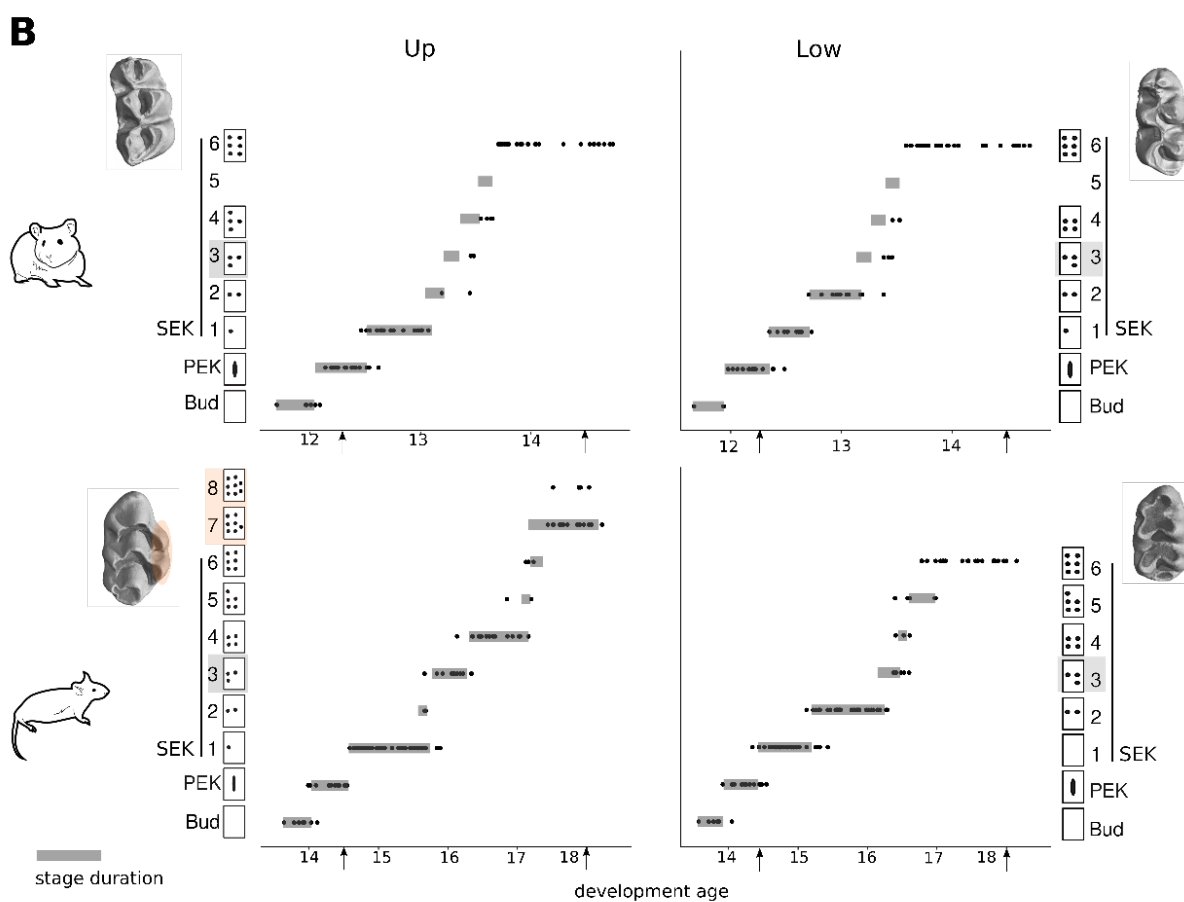 B
Up Low
6 6
5 5
4 4
3 3
2 2
SEK 1 1 SEK
PEK PEK
Bud Bud
12 13 14 12 13 14
8
7
6 6
5 5
4 4
3 3
2 2
SEK 1 1 SEK
PEK PEK
Bud Bud
14 15 16 17 18 14 15 16 17 18
stage duration
development age